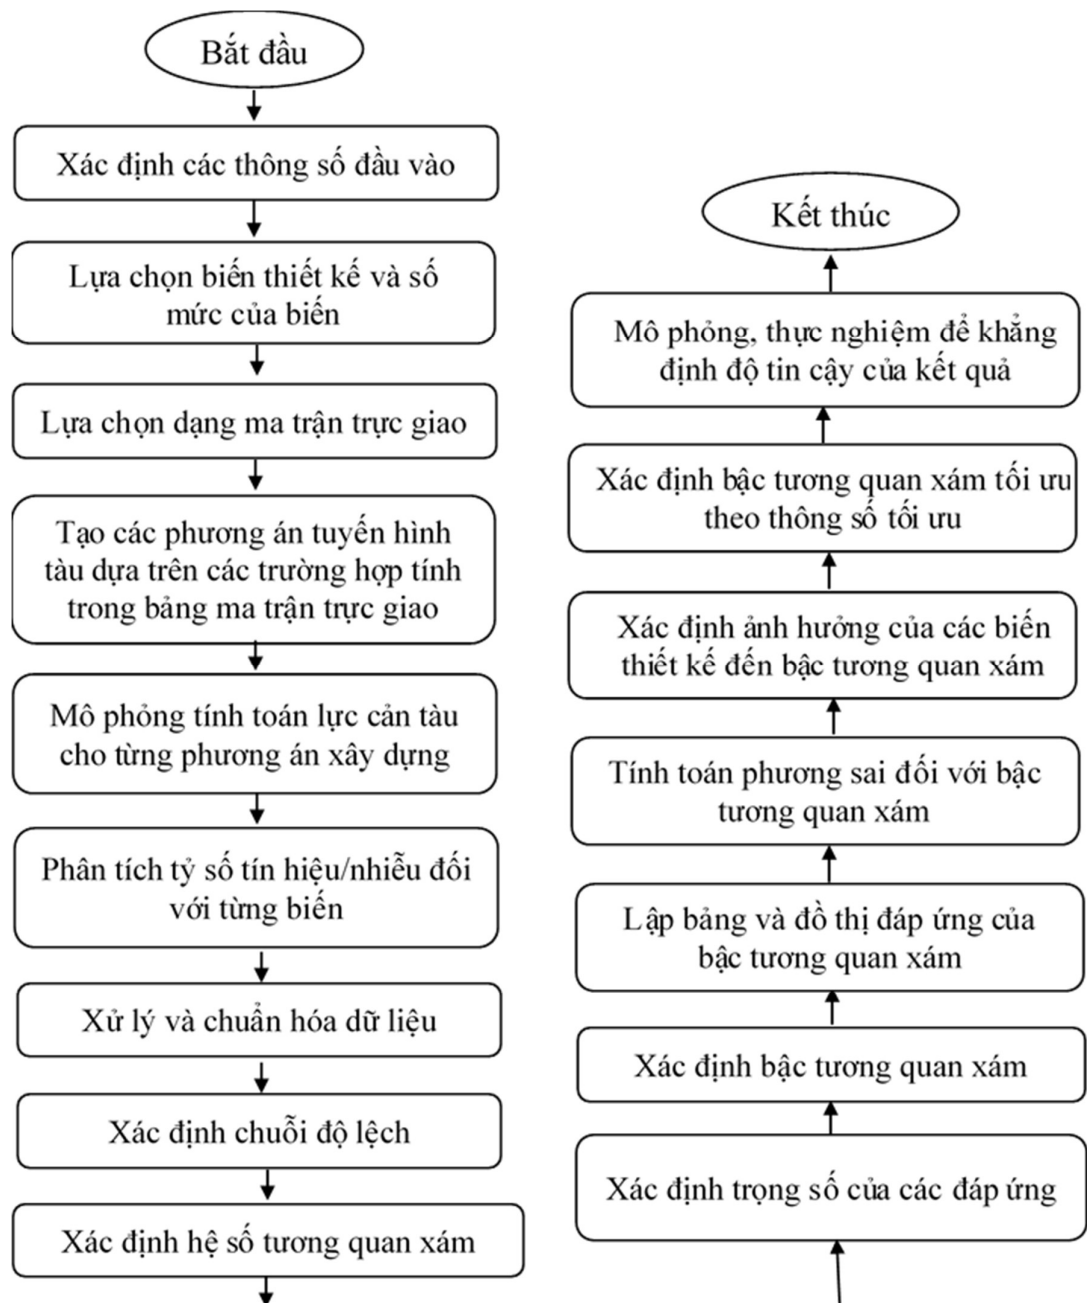 Bắt đầu
Xác định các thông số đầu vào
Lựa chọn biến thiết kế và số
mức của biến
Lựa chọn dạng ma trận trực giao
Tạo các phương án tuyến hình
tàu dựa trên các trường hợp tính
trong bảng ma trận trực giao
Mô phỏng tính toán lực cản tàu
cho từng phương án xây dựng
Phân tích tỷ số tín hiệu/nhiễu đối
với từng biến
Xử lý và chuẩn hóa dữ liệu
Xác định chuỗi độ lệch
Xác định hệ số tương quan xám
Xác định trọng số của các đáp ứng
Xác định bậc tương quan xám
Lập bảng và đồ thị đáp ứng của
bậc tương quan xám
Tính toán phương sai đối với bậc
tương quan xám
Xác định ảnh hưởng của các biến
thiết kế đến bậc tương quan xám
Xác định bậc tương quan xám tối ưu
theo thông số tối ưu
Mô phỏng, thực nghiệm để khẳng
định độ tin cậy của kết quả
Kết thúc